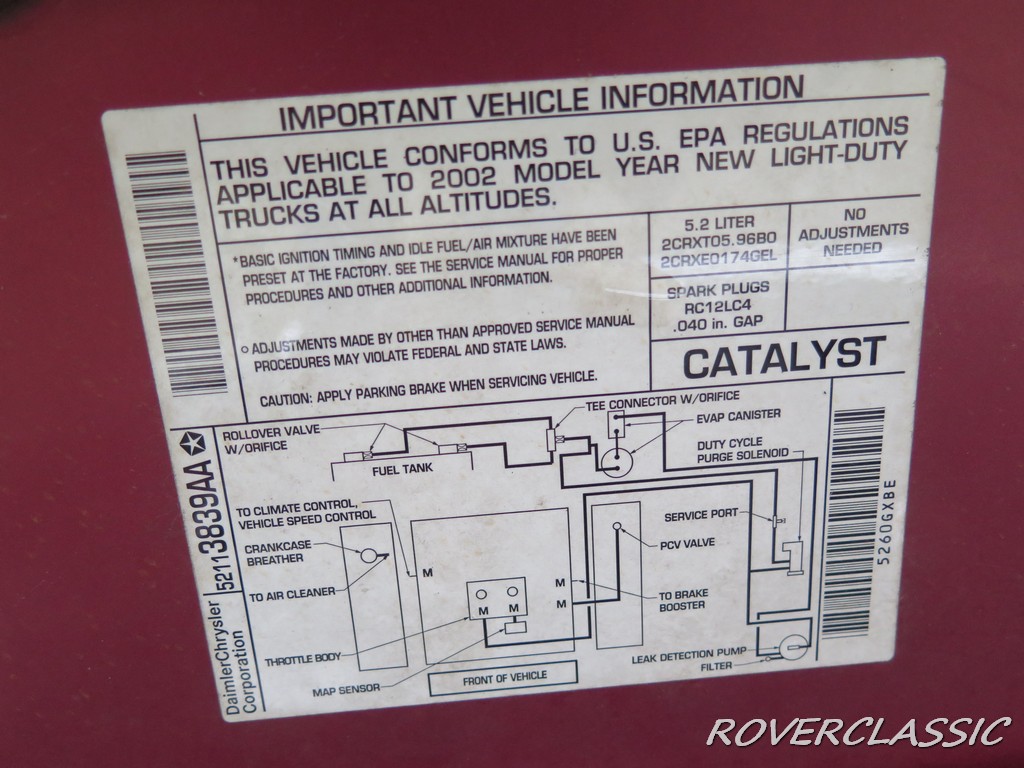 IMPORTANT VEHICLE INFORMATION
THIS VEHICLE CONFORMS TO U.S. EPA REGULATIONS
APPLICABLE TO 2002 MODEL YEAR NEW LIGHT-DUTY
TRUCKS AT ALL ALTITUDES.
*BASIC IGNITION TIMING AND IDLE FUEL/AIR MIXTURE HAVE BEEN
PRESET AT THE FACTORY. SEE THE SERVICE MANUAL FOR PROPER
PROCEDURES AND OTHER ADDITIONAL INFORMATION.
o ADJUSTMENTS MADE BY OTHER THAN APPROVED SERVICE MANUAL
PROCEDURES MAY VIOLATE FEDERAL AND STATE LAWS.
CAUTION: APPLY PARKING BRAKE WHEN SERVICING VEHICLE.
5.2 LITER
2CRXT05.96B0
2CRXE0174GEL
NO
ADJUSTMENTS
NEEDED
SPARK PLUGS
RC12LC4
.040 in. GAP
CATALYST
ROLLOVER VALVE
W/ORIFICE
FUEL TANK
TEE CONNECTOR W/ORIFICE
EVAP CANISTER
DUTY CYCLE
PURGE SOLENOID
TO CLIMATE CONTROL,
VEHICLE SPEED CONTROL
CRANKCASE
BREATHER
TO AIR CLEANER
THROTTLE BODY
MAP SENSOR
M
M
M
M
M
SERVICE PORT
PCV VALVE
TO BRAKE
BOOSTER
LEAK DETECTION PUMP
FILTER
FRONT OF VEHICLE
52113839AA
DaimlerChrysler
Corporation
5260GXBE
ROVERCLASSIC